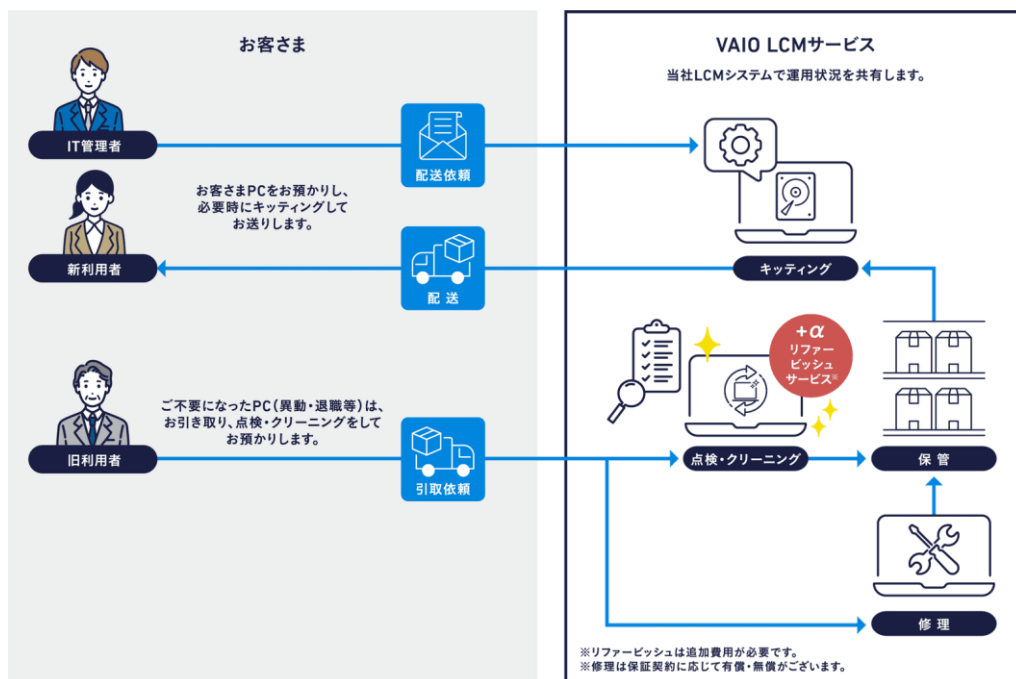 お客さま
IT管理者
配送依頼
お客さまPCをお預かりし、
必要時にキッティングして
お送りします。
新利用者
配 送
ご不要になったPC(異動・退職等)は、
お引き取り、点検・クリーニングをして
お預かりします。
旧利用者
引取依頼
VAIO LCMサービス
当社LCMシステムで運用状況を共有します。
キッティング
+α
リファー
ビッシュ
サービス※
点検・クリーニング
保 管
修 理
※リファービッシュは追加費用が必要です。
※修理は保証契約に応じて有償・無償がございます。